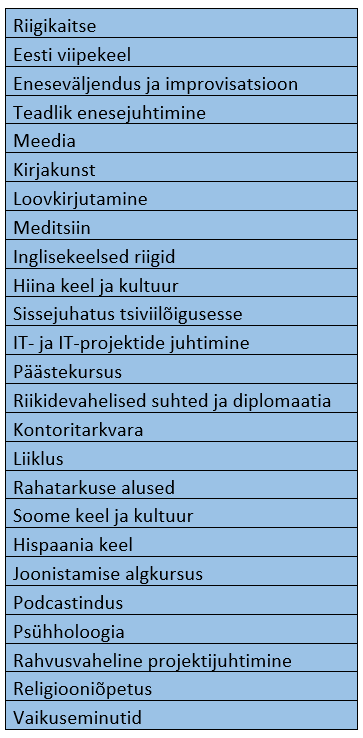 Riigikaitse
Eesti viipekeel
Eneseväljendus ja improvisatsioon
Teadlik enesejuhtimine
Meedia
Kirjakunst
Loovkirjutamine
Meditsiin
Inglisekeelsed riigid
Hiina keel ja kultuur
Sissejuhatus tsiviilõigusesse
IT- ja IT-projektide juhtimine
Päästekursus
Riikidevahelised suhted ja diplomaatia
Kontoritarkvara
Liiklus
Rahatarkuse alused
Soome keel ja kultuur
Hispaania keel
Joonistamise algkursus
Podcastindus
Psühholoogia
Rahvusvaheline projektijuhtimine
Religiooniõpetus
Vaikuseminutid